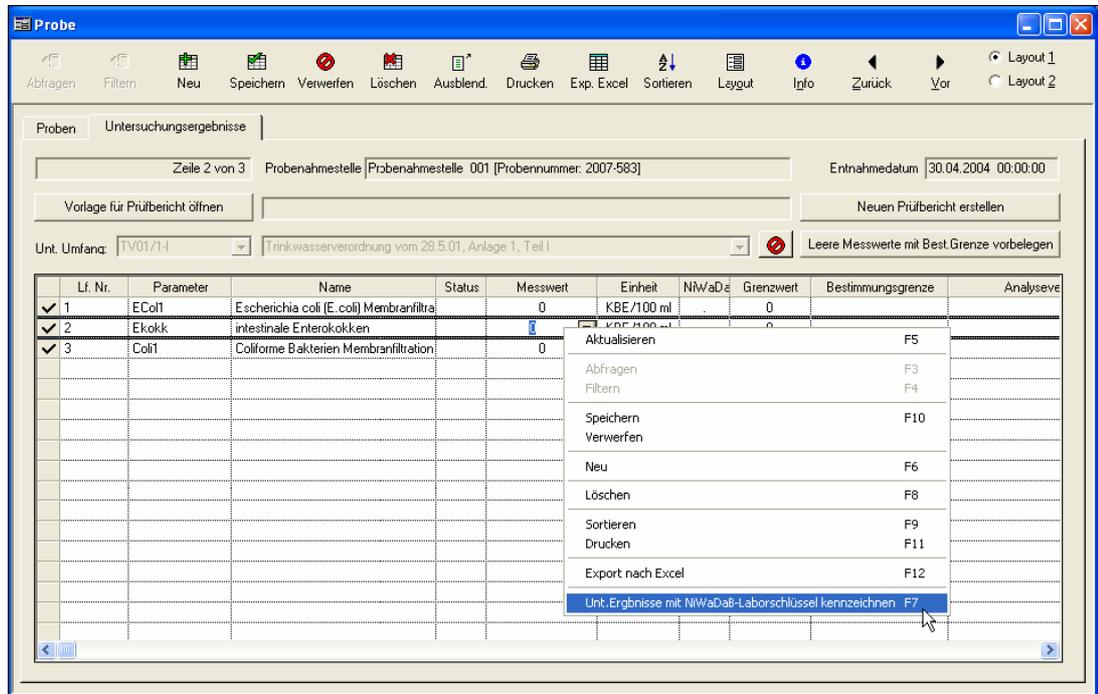 Probe
Abfragen Filtern Neu Speichern Verwerfen Löschen Ausblend. Drucken Exp. Excel Sortieren Layout Info Zurück Vor
Layout 1
Layout 2
Proben Untersuchungsergebnisse
Zeile 2 von 3 Probenahmestelle Probenahmestelle 001 [Probennummer: 2007-583] Entnahmedatum 30.04.2004 00:00:00
Vorlage für Prüfbericht öffnen Neuen Prüfbericht erstellen
Unt. Umfang: TV01/1-I Trinkwasserverordnung vom 28.5.01, Anlage 1, Teil I Leere Messwerte mit Best.Grenze vorbelegen
Lf. Nr. Parameter Name Status Messwert Einheit NiWaDa Grenzwert Bestimmungsgrenze Analyseve
1 ECol1 Escherichia coli (E.coli) Membranfiltra 0 KBE/100 ml . 0
2 Ekokk intestinale Enterokokken 0 KBE/100 ml 0
3 Coli1 Coliforme Bakterien Membranfiltration 0
Aktualisieren F5
Abfragen F3
Filtern F4
Speichern F10
Verwerfen
Neu F6
Löschen F8
Sortieren F9
Drucken F11
Export nach Excel F12
Unt.Ergbnisse mit NiWaDaB-Laborschlüssel kennzeichnen F7